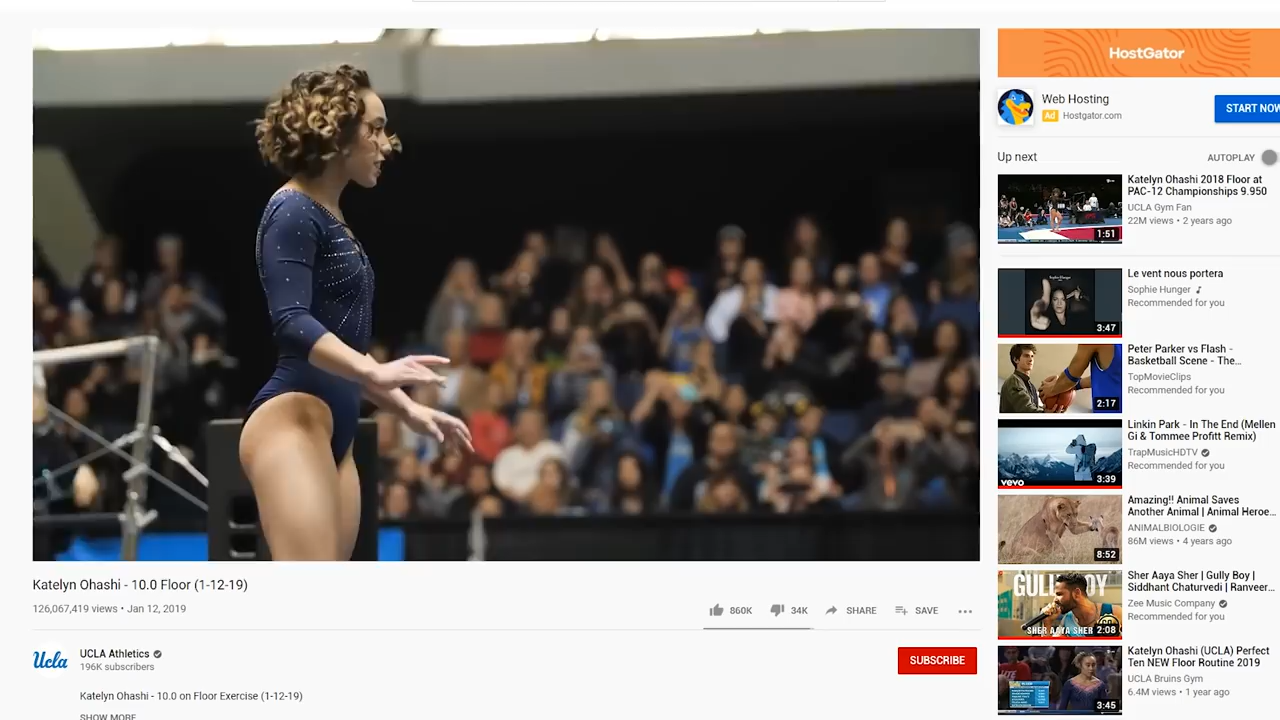 HostGator
Web Hosting
Ad Hostgator.com
START NOW
Up next
AUTOPLAY
Katelyn Ohashi 2018 Floor at
PAC-12 Championships 9.950
UCLA Gym Fan
22M views • 2 years ago
1:51
Le vent nous portera
Sophie Hunger
Recommended for you
3:47
Peter Parker vs Flash -
Basketball Scene - The...
TopMovieClips
Recommended for you
2:17
Linkin Park - In The End (Mellen
Gi & Tommee Profitt Remix)
TrapMusicHDTV
Recommended for you
vevo
3:39
Amazing!! Animal Saves
Another Animal | Animal Heroe...
ANIMALBIOLOGIE
86M views • 4 years ago
8:52
Sher Aaya Sher | Gully Boy |
Siddhant Chaturvedi | Ranveer...
Zee Music Company
Recommended for you
GULLY BOY
SHER AAYA SHER
2:08
Katelyn Ohashi (UCLA) Perfect
Ten NEW Floor Routine 2019
UCLA Bruins Gym
6.4M views • 1 year ago
3:45
Katelyn Ohashi - 10.0 Floor (1-12-19)
126,067,419 views • Jan 12, 2019
860K 34K SHARE SAVE
Ucla
UCLA Athletics
196K subscribers
SUBSCRIBE
Katelyn Ohashi - 10.0 on Floor Exercise (1-12-19)
SHOW MORE